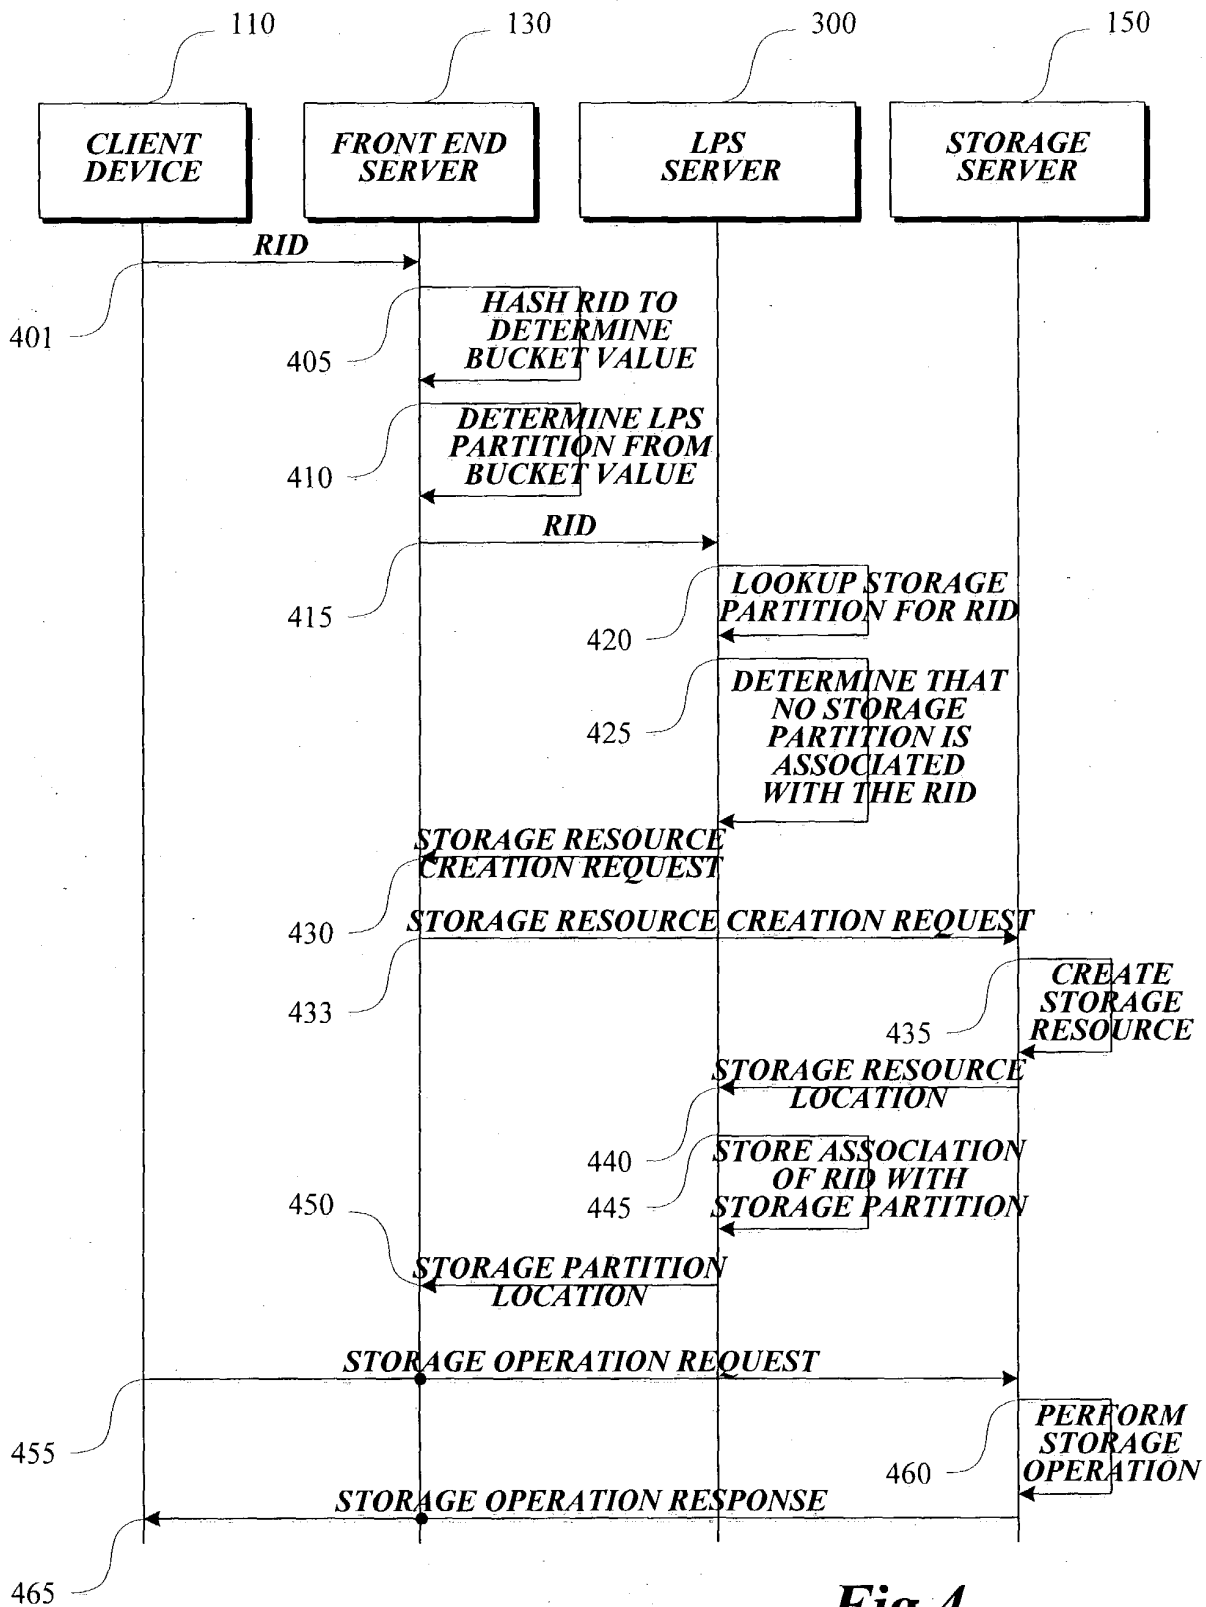 110
130
300
150
CLIENT
DEVICE
FRONT END
SERVER
LPS
SERVER
STORAGE
SERVER
RID
401
HASH RID TO
DETERMINE
BUCKET VALUE
405
DETERMINE LPS
PARTITION FROM
BUCKET VALUE
410
RID
415
LOOKUP STORAGE
PARTITION FOR RID
420
DETERMINE THAT
NO STORAGE
PARTITION IS
ASSOCIATED
WITH THE RID
425
STORAGE RESOURCE
CREATION REQUEST
430
STORAGE RESOURCE CREATION REQUEST
433
CREATE
STORAGE
RESOURCE
435
STORAGE RESOURCE
LOCATION
440
STORE ASSOCIATION
OF RID WITH
STORAGE PARTITION
445
450
STORAGE PARTITION
LOCATION
STORAGE OPERATION REQUEST
455
PERFORM
STORAGE
OPERATION
460
STORAGE OPERATION RESPONSE
465
Fig.4.